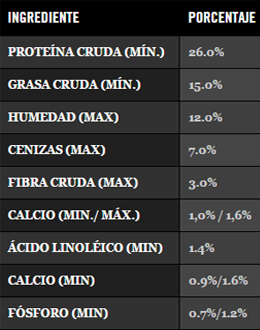 INGREDIENTE PORCENTAJE
PROTEÍNA CRUDA (MÍN.) 26.0%
GRASA CRUDA (MÍN.) 15.0%
HUMEDAD (MAX) 12.0%
CENIZAS (MAX) 7.0%
FIBRA CRUDA (MAX) 3.0%
CALCIO (MIN./ MÁX.) 1,0% / 1,6%
ÁCIDO LINOLÉICO (MIN) 1.4%
CALCIO (MIN) 0.9%/1.6%
FÓSFORO (MIN) 0.7%/1.2%